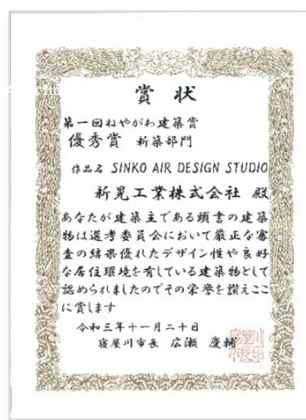 賞状
第一回ねやがわ建築賞
優秀賞 新築部門
作品名 SINKO AIR DESIGN STUDIO
新晃工業株式会社 殿
あなたが建築主である頭書の建築
物は選考委員会において厳正な審
査の結果優れたデザイン性や良好
な居住環境を有している建築物として
認められましたのでその栄誉を讃えここ
に賞します
令和三年十一月二十日
寝屋川市長 広瀬 慶輔